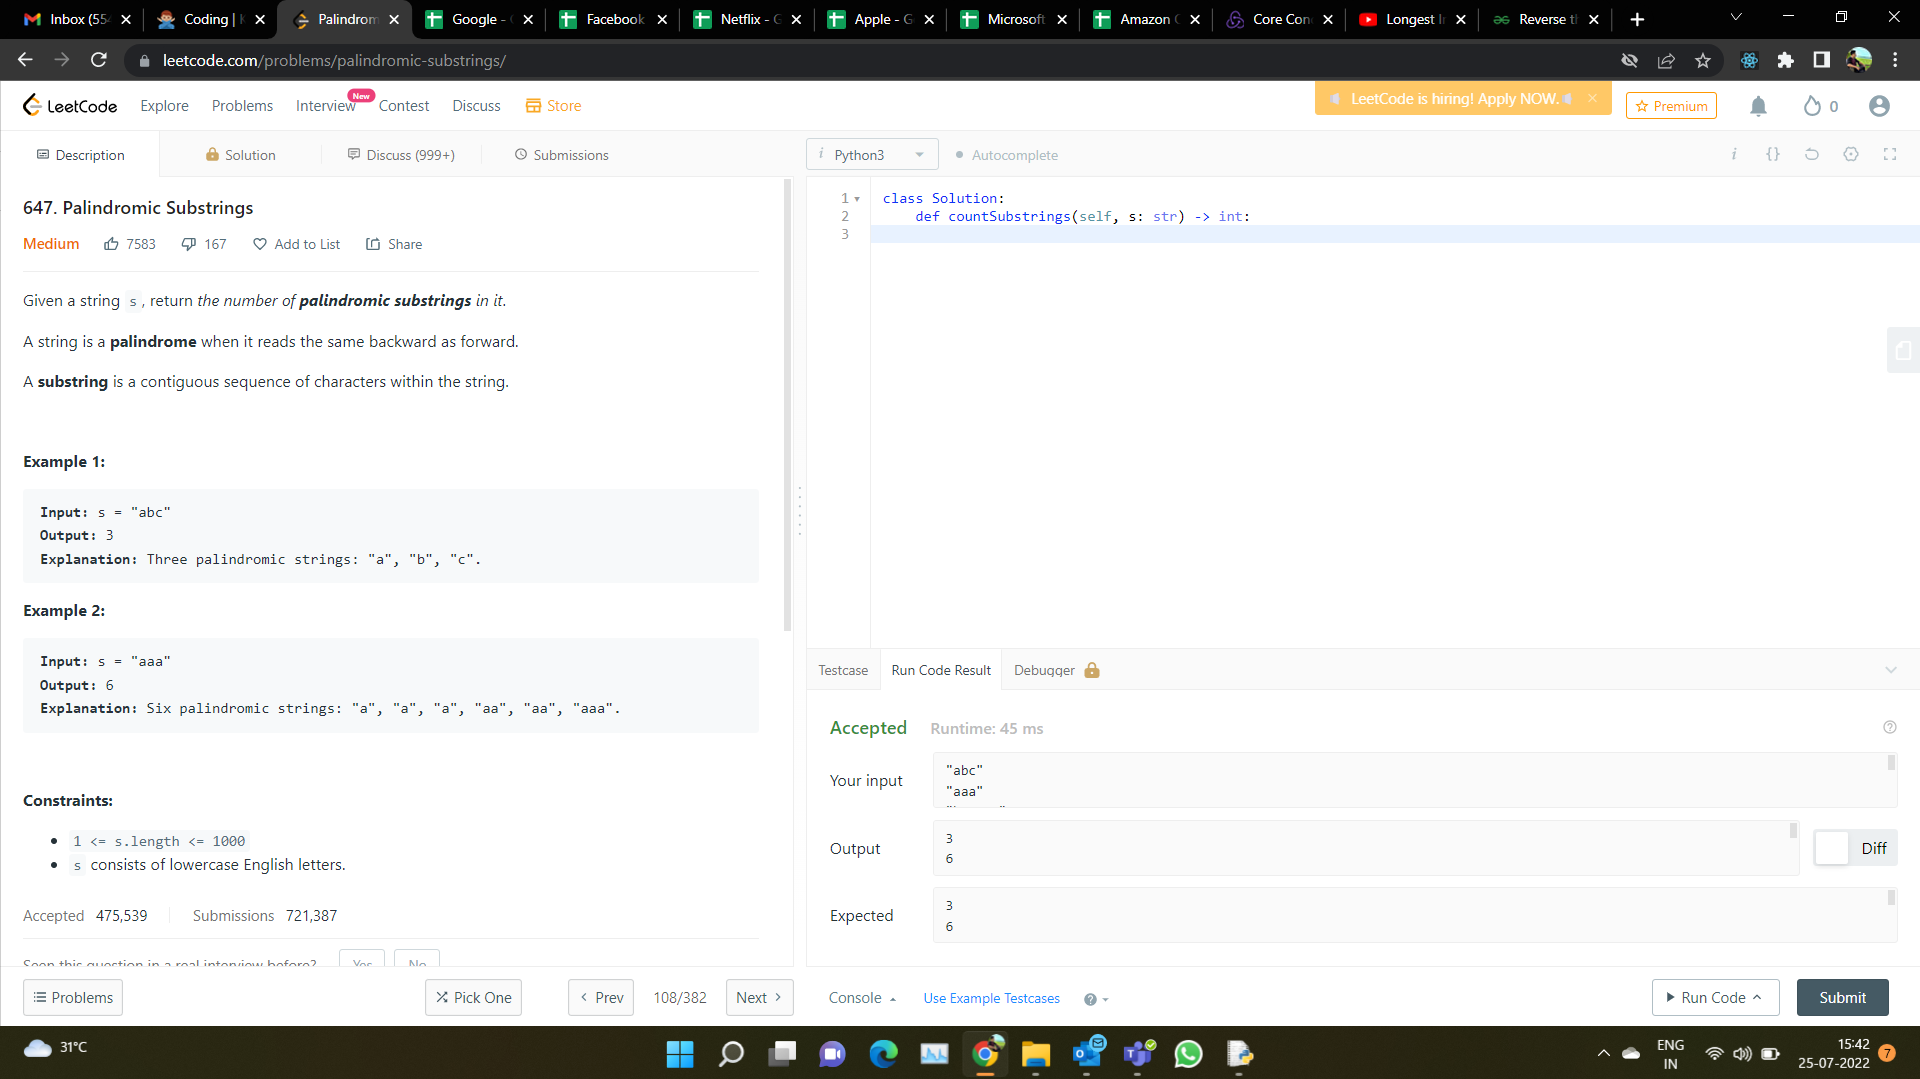 Inbox (554
Coding |
Palindrom
Google -
Facebook
Netflix - G
Apple - G
Microsoft
Amazon
Core Con
Longest I
Reverse t
leetcode.com/problems/palindromic-substrings/
LeetCode
Explore
Problems
Interview
New
Contest
Discuss
Store
LeetCode is hiring! Apply NOW.
Premium
0
Description
Solution
Discuss (999+)
Submissions
i Python3
Autocomplete
i {}
647. Palindromic Substrings
Medium 7583 167 Add to List Share
Given a string s, return the number of palindromic substrings in it.
A string is a palindrome when it reads the same backward as forward.
A substring is a contiguous sequence of characters within the string.
Example 1:
Input: s = "abc"
Output: 3
Explanation: Three palindromic strings: "a", "b", "c".
Example 2:
Input: s = "aaa"
Output: 6
Explanation: Six palindromic strings: "a", "a", "a", "aa", "aa", "aaa".
Constraints:
1 <= s.length <= 1000
s consists of lowercase English letters.
Accepted 475,539 Submissions 721,387
Seen this question in a real interview before? Yes No
Problems
Pick One
Prev
108/382
Next
1 class Solution:
2 def countSubstrings(self, s: str) -> int:
3
Testcase
Run Code Result
Debugger
Accepted Runtime: 45 ms
Your input
"abc"
"aaa"
Output
3
6
Diff
Expected
3
6
Console
Use Example Testcases
Run Code
Submit
31°C
ENG
IN
15:42
25-07-2022
7